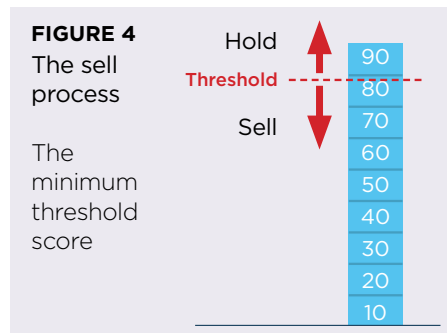 FIGURE 4
The sell
process
The
minimum
threshold
score
Hold
Threshold
Sell
90
80
70
60
50
40
30
20
10